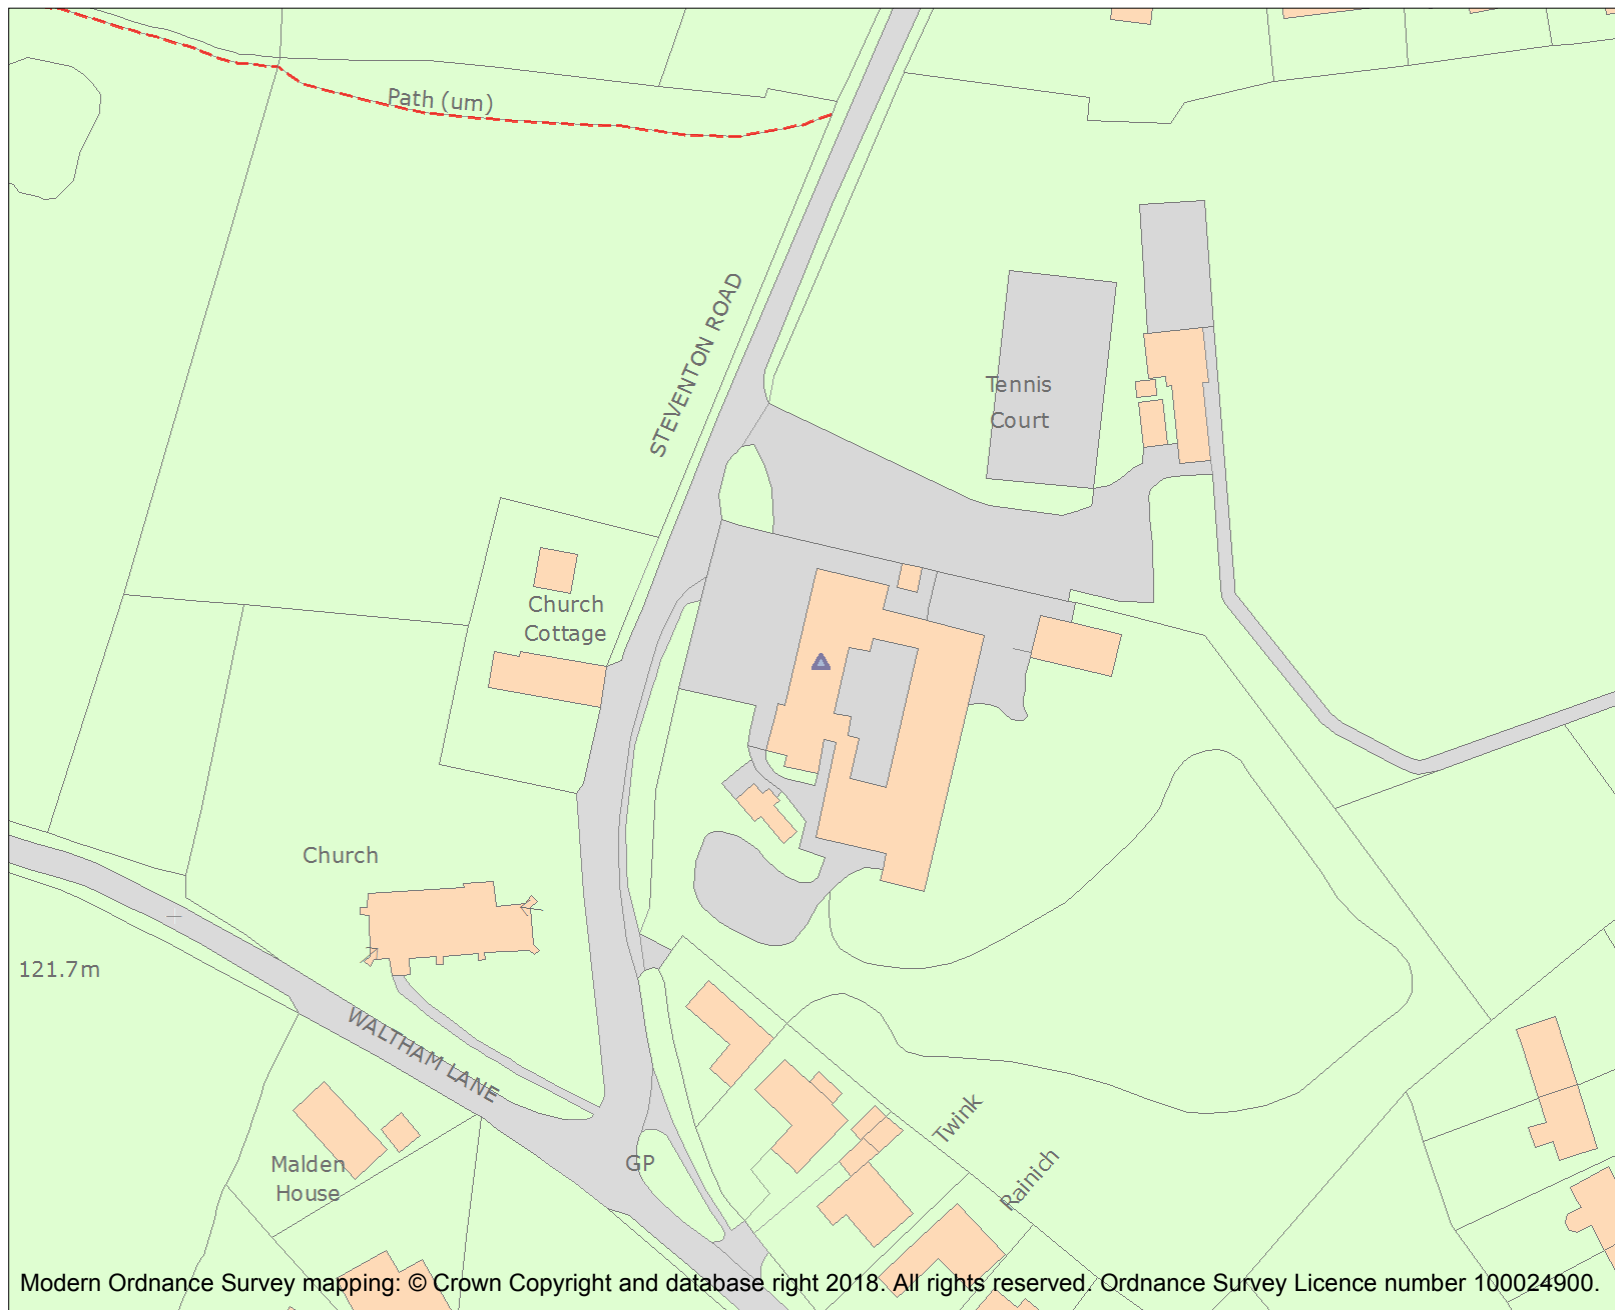 Path (um)
STEVENTON ROAD
Tennis
Court
Church
Cottage
Church
121.7m
WALTHAM LANE
Malden
House
GP
Twink
Rainich
Modern Ordnance Survey mapping: © Crown Copyright and database right 2018. All rights reserved. Ordnance Survey Licence number 100024900.